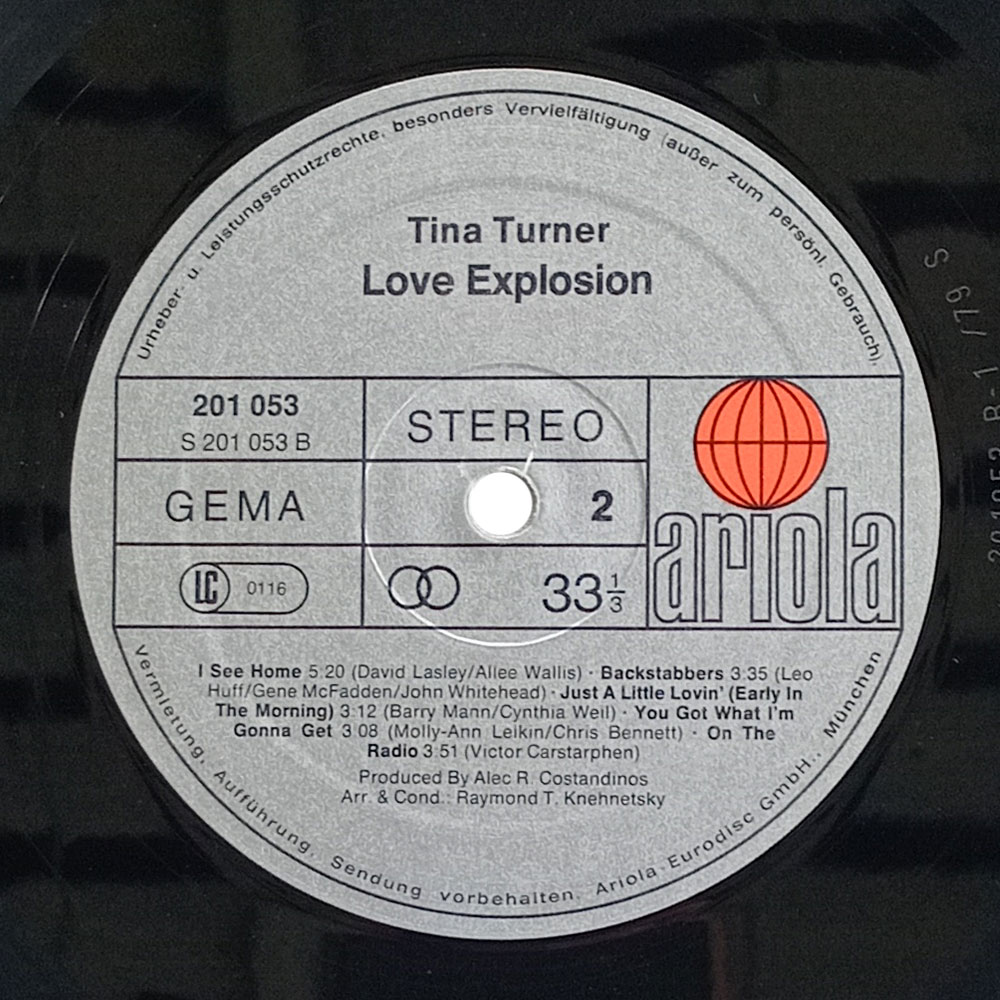 Urheber- u. Leistungsschutzrechte, besonders Vervielfältigung (außer zum persönl. Gebrauch),
Tina Turner
Love Explosion
201 053
S 201 053 B
STEREO
GEMA
2
LC 0116
33 1/3
ariola
I See Home 5:20 (David Lasley/Allee Wallis) · Backstabbers 3:35 (Leo
Huff/Gene McFadden/John Whitehead) · Just A Little Lovin' (Early In
The Morning) 3:12 (Barry Mann/Cynthia Weil) · You Got What I'm
Gonna Get 3:08 (Molly-Ann Leikin/Chris Bennett) · On The
Radio 3:51 (Victor Carstarphen)
Produced By Alec R. Costandinos
Arr. & Cond.: Raymond T. Knehnetsky
Vermietung, Aufführung, Sendung vorbehalten. Ariola-Eurodisc GmbH., München
B-1 /79 S